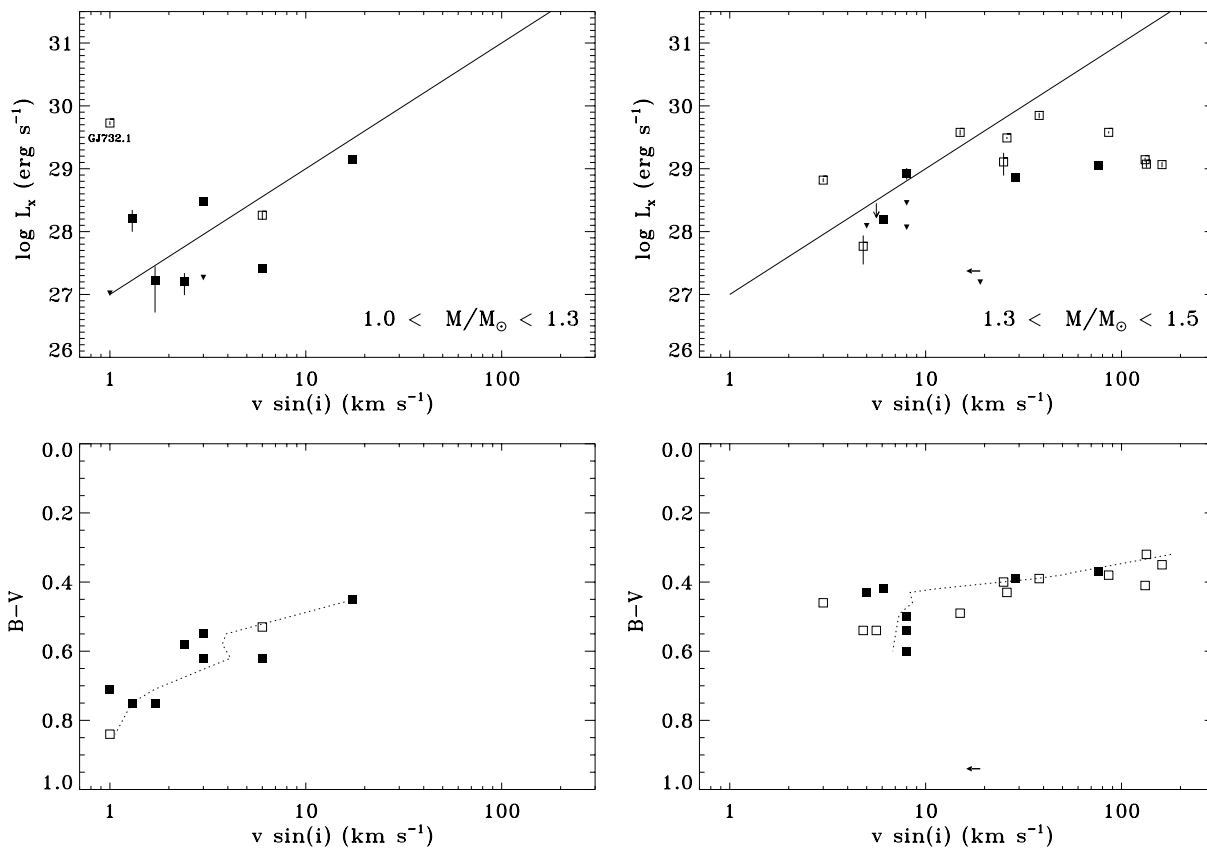 31
30
29
28
27
26
log Lₓ (erg s⁻¹)
GJ732.1
1.0 < M/M⊙ < 1.3
1 10 100
v sin(i) (km s⁻¹)
31
30
29
28
27
26
log Lₓ (erg s⁻¹)
1.3 < M/M⊙ < 1.5
1 10 100
v sin(i) (km s⁻¹)
0.0
0.2
0.4
0.6
0.8
1.0
B−V
1 10 100
v sin(i) (km s⁻¹)
0.0
0.2
0.4
0.6
0.8
1.0
B−V
1 10 100
v sin(i) (km s⁻¹)